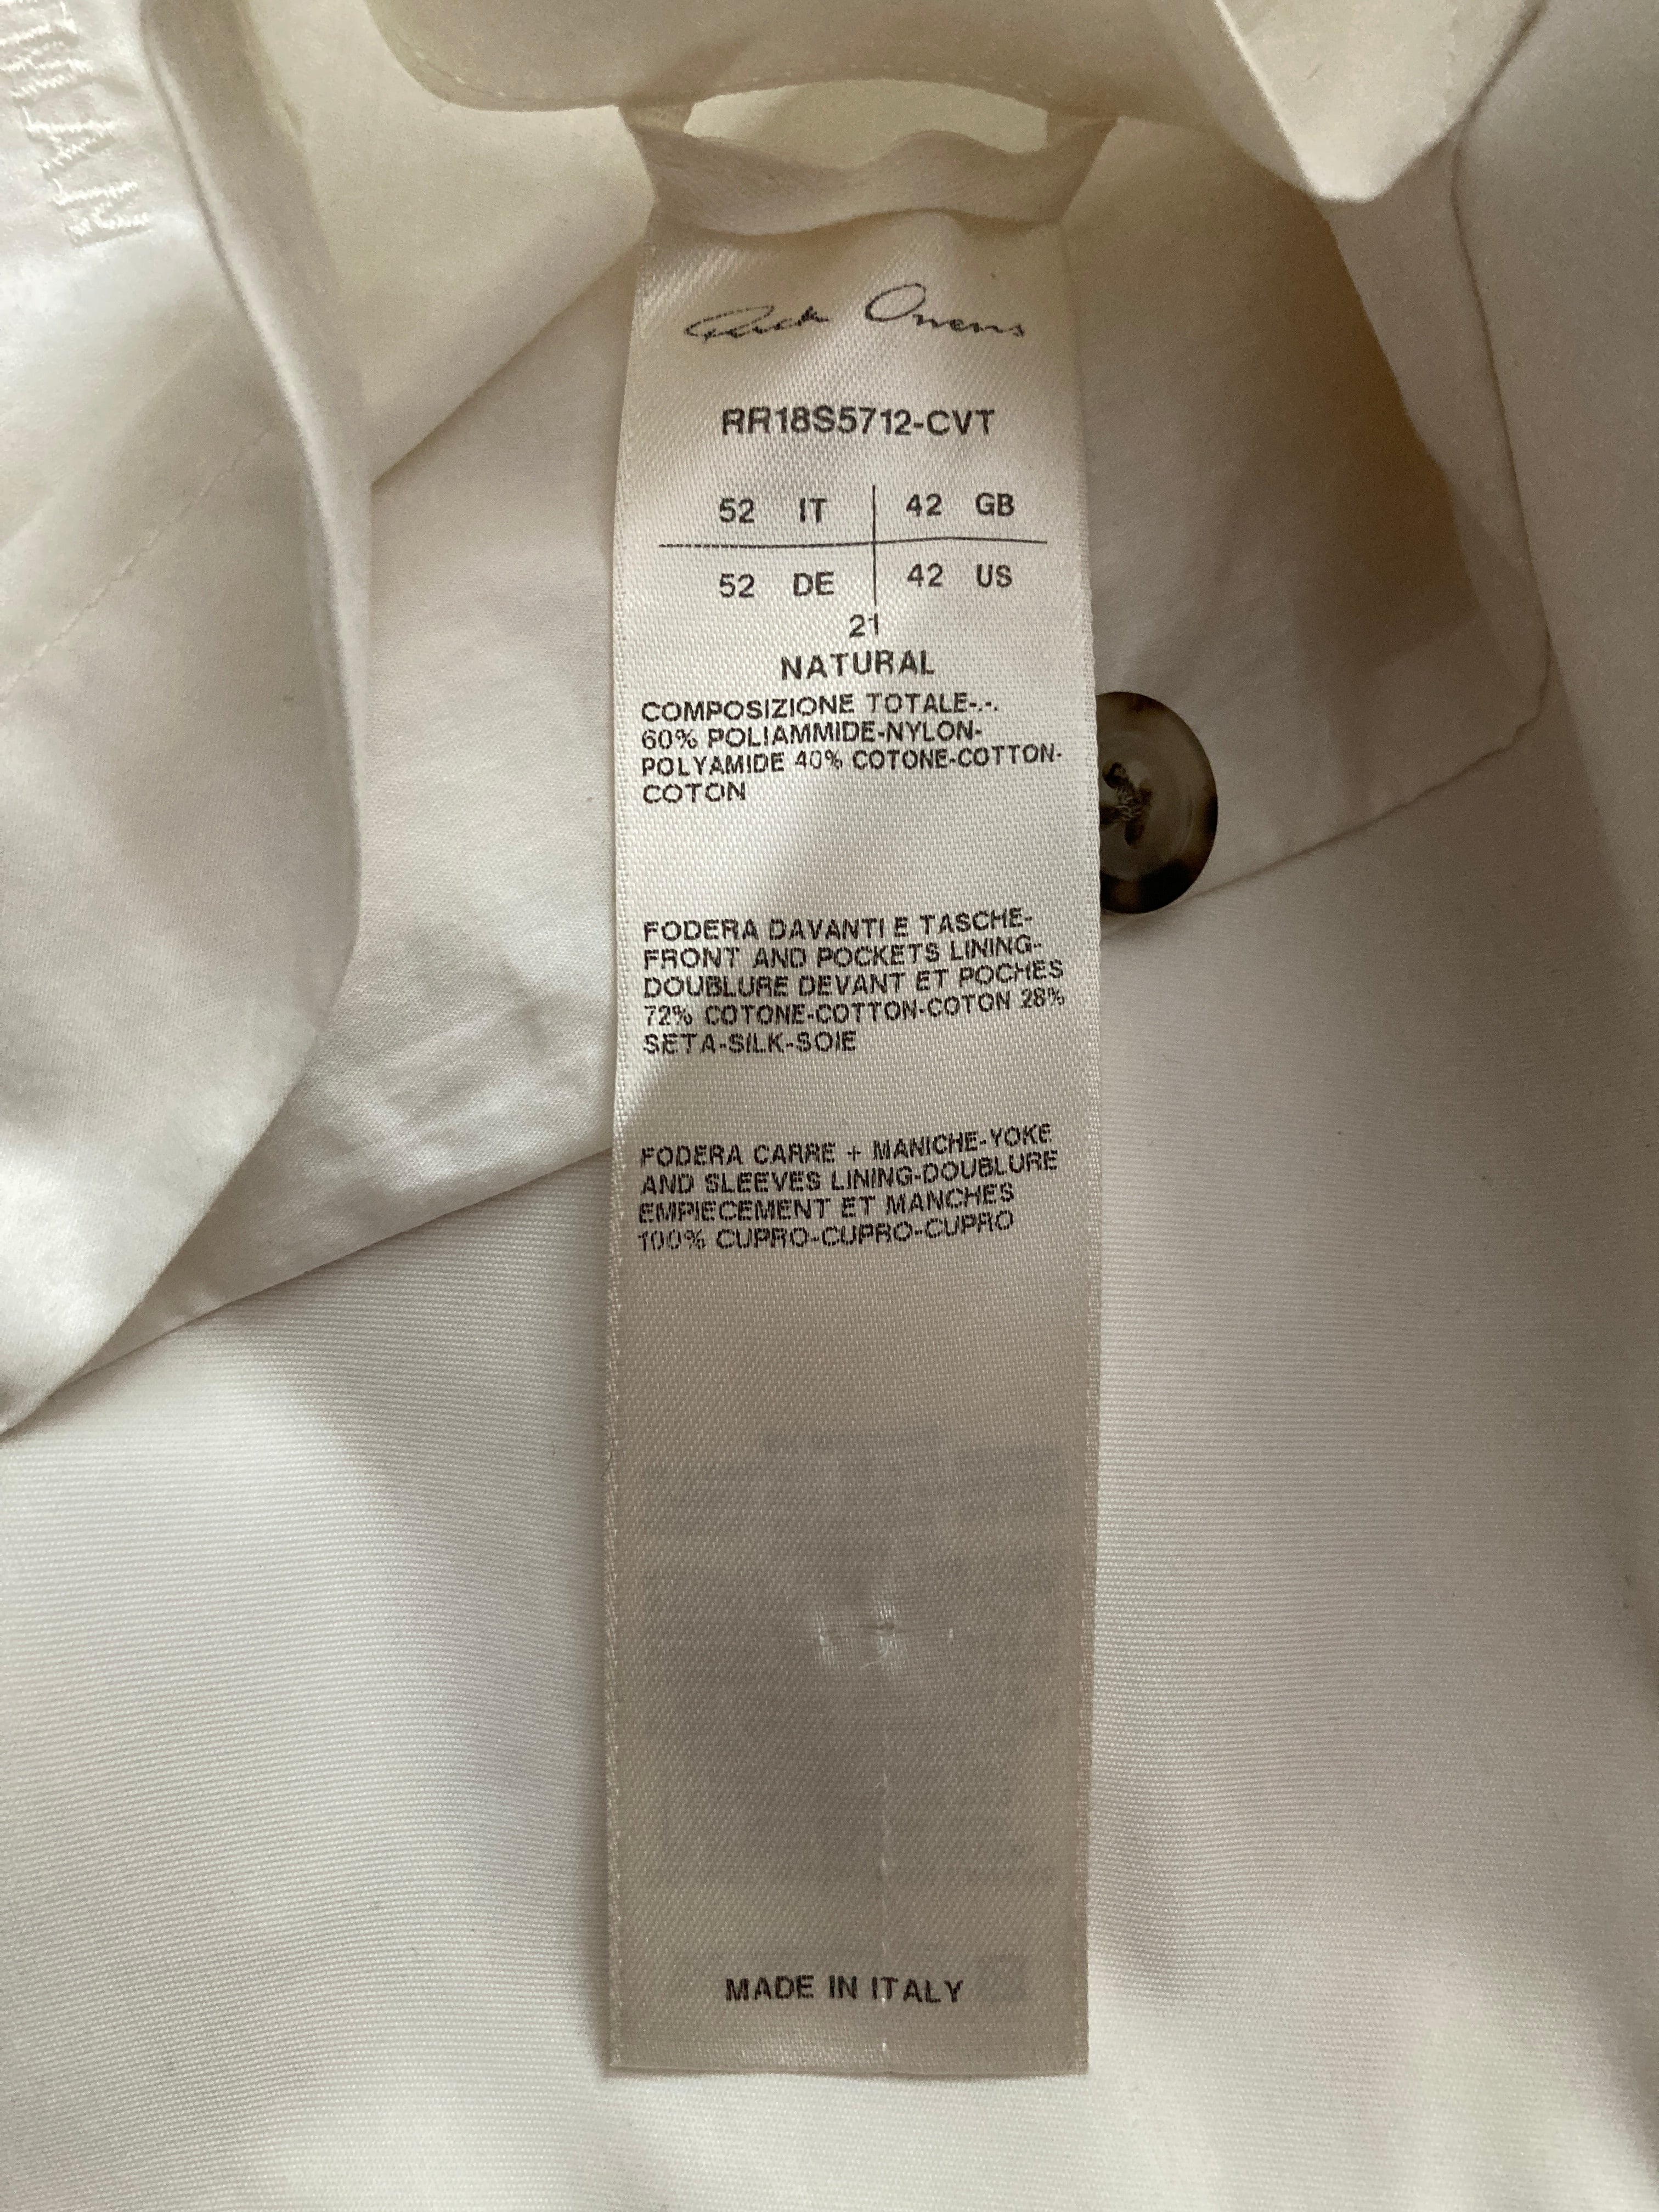 Rick Owens
RR18S5712-CVT
52 IT 42 GB
52 DE 42 US
21
NATURAL
COMPOSIZIONE TOTALE-.-.
60% POLIAMMIDE-NYLON-
POLYAMIDE 40% COTONE-COTTON-
COTON
FODERA DAVANTI E TASCHE-
FRONT AND POCKETS LINING-
DOUBLURE DEVANT ET POCHES
72% COTONE-COTTON-COTON 28%
SETA-SILK-SOIE
FODERA CARRE + MANICHE-YOKE
AND SLEEVES LINING-DOUBLURE
EMPIECEMENT ET MANCHES
100% CUPRO-CUPRO-CUPRO
MADE IN ITALY